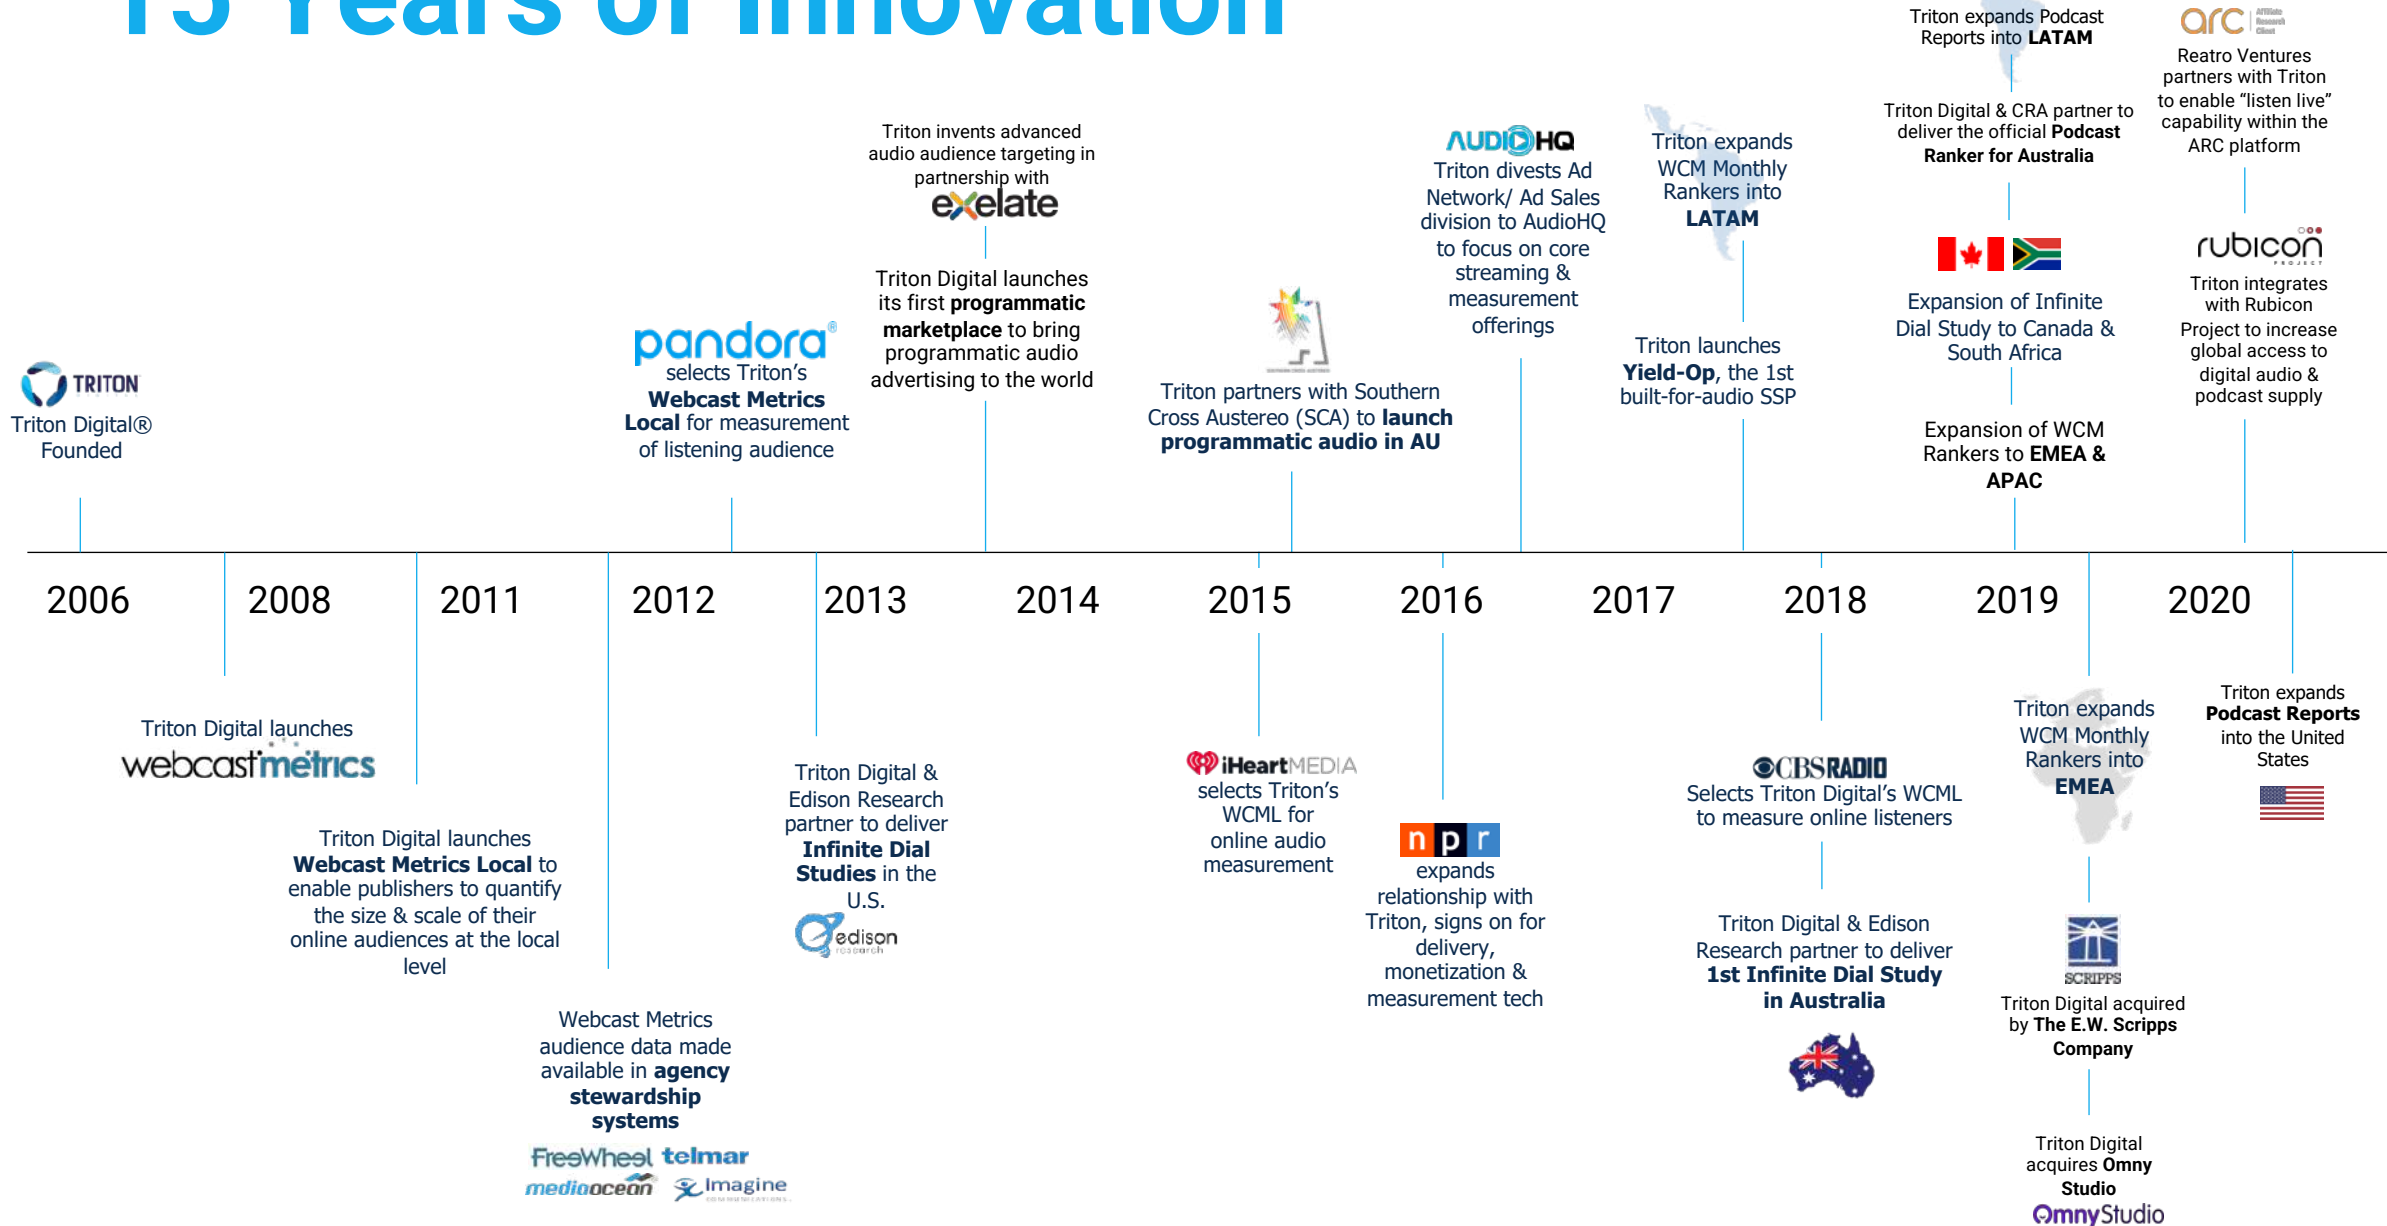 15 Years of Innovation
TRITON
Triton Digital®
Founded
pandora®
selects Triton's
Webcast Metrics
Local for measurement
of listening audience
Triton invents advanced
audio audience targeting in
partnership with
exelate
Triton Digital launches
its first programmatic
marketplace to bring
programmatic audio
advertising to the world
Triton partners with Southern
Cross Austereo (SCA) to launch
programmatic audio in AU
AUDIOHQ
Triton divests Ad
Network/ Ad Sales
division to AudioHQ
to focus on core
streaming &
measurement
offerings
Triton expands
WCM Monthly
Rankers into
LATAM
Triton launches
Yield-Op, the 1st
built-for-audio SSP
Triton expands Podcast
Reports into LATAM
Triton Digital & CRA partner to
deliver the official Podcast
Ranker for Australia
Expansion of Infinite
Dial Study to Canada &
South Africa
Expansion of WCM
Rankers to EMEA &
APAC
arc
Affiliate
Research
Client
Reatro Ventures
partners with Triton
to enable “listen live”
capability within the
ARC platform
rubicon
PROJECT
Triton integrates
with Rubicon
Project to increase
global access to
digital audio &
podcast supply
2006 2008 2011 2012 2013 2014 2015 2016 2017 2018 2019 2020
Triton Digital launches
webcast metrics
Triton Digital launches
Webcast Metrics Local to
enable publishers to quantify
the size & scale of their
online audiences at the local
level
Webcast Metrics
audience data made
available in agency
stewardship
systems
FreeWheel telmar
mediaocean Imagine
COMMUNICATIONS
Triton Digital &
Edison Research
partner to deliver
Infinite Dial
Studies in the
U.S.
edison
research
iHeartMEDIA
selects Triton's
WCML for
online audio
measurement
npr
expands
relationship with
Triton, signs on for
delivery,
monetization &
measurement tech
CBS RADIO
Selects Triton Digital's WCML
to measure online listeners
Triton Digital & Edison
Research partner to deliver
1st Infinite Dial Study
in Australia
Triton expands
WCM Monthly
Rankers into
EMEA
SCRIPPS
Triton Digital acquired
by The E.W. Scripps
Company
Triton Digital
acquires Omny
Studio
OmnyStudio
Triton expands
Podcast Reports
into the United
States